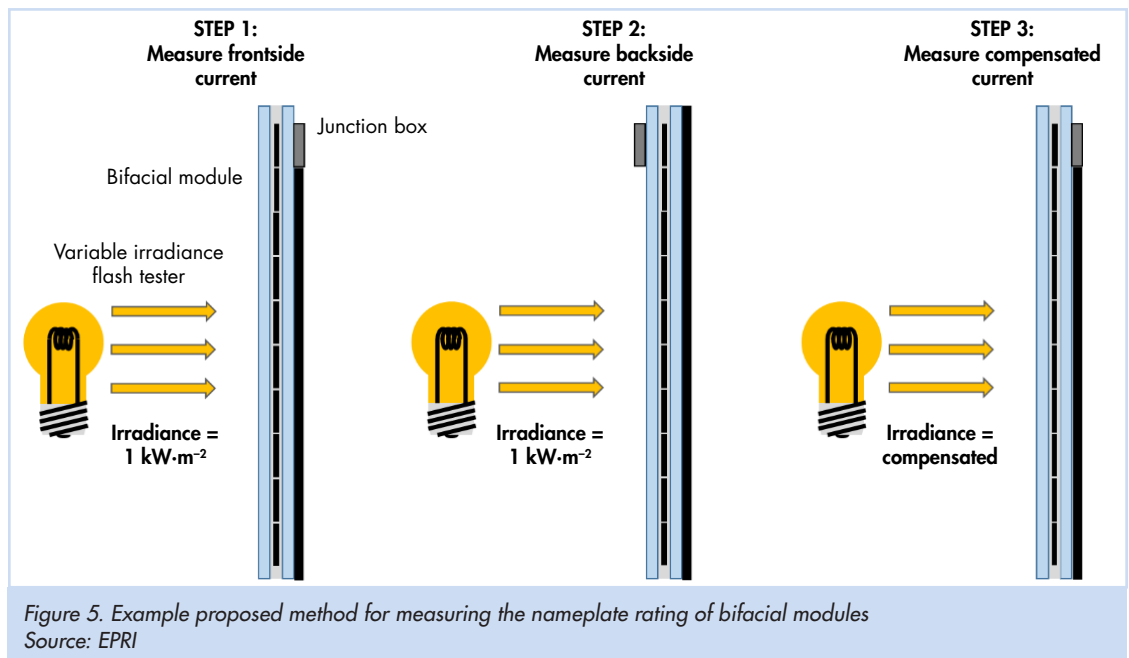 STEP 1:
Measure frontside
current
Junction box
Bifacial module
Variable irradiance
flash tester
Irradiance =
1 kW·m⁻²
STEP 2:
Measure backside
current
Irradiance =
1 kW·m⁻²
STEP 3:
Measure compensated
current
Irradiance =
compensated
Figure 5. Example proposed method for measuring the nameplate rating of bifacial modules
Source: EPRI